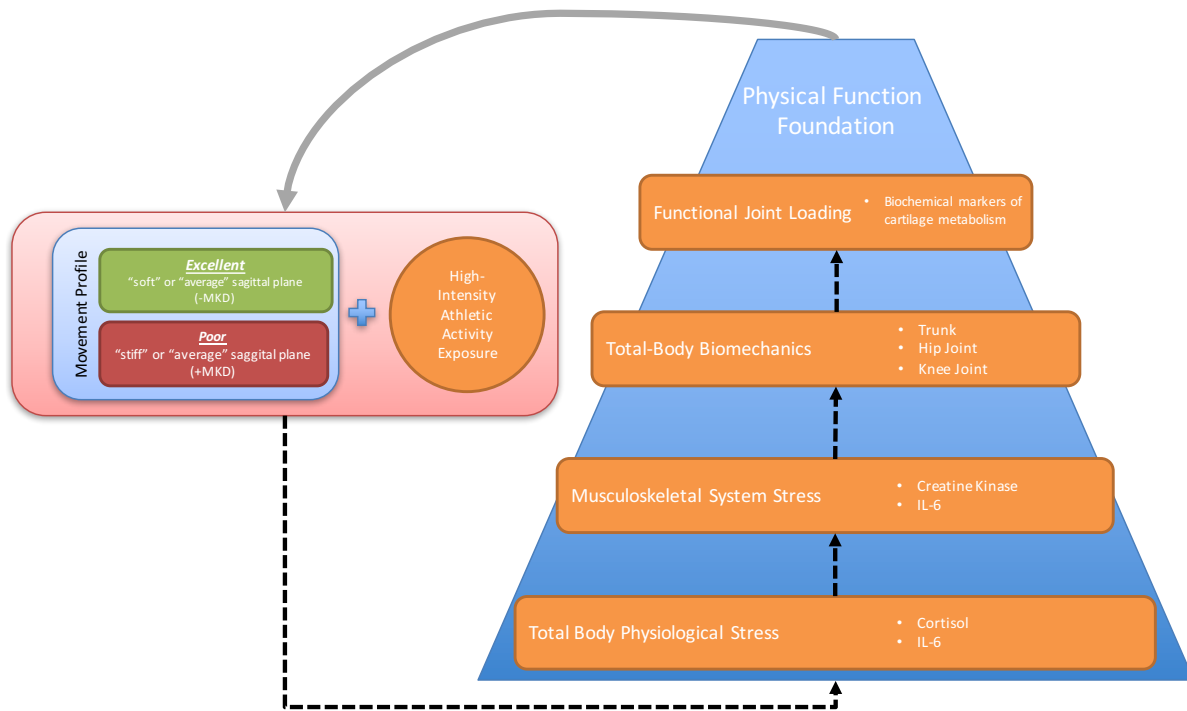 Physical Function
Foundation
Functional Joint Loading
• Biochemical markers of
cartilage metabolism
Total-Body Biomechanics
• Trunk
• Hip Joint
• Knee Joint
Musculoskeletal System Stress
• Creatine Kinase
• IL-6
Total Body Physiological Stress
• Cortisol
• IL-6
Movement Profile
Excellent
“soft” or “average” sagittal plane
(-MKD)
Poor
“stiff” or “average” saggital plane
(+MKD)
High-
Intensity
Athletic
Activity
Exposure